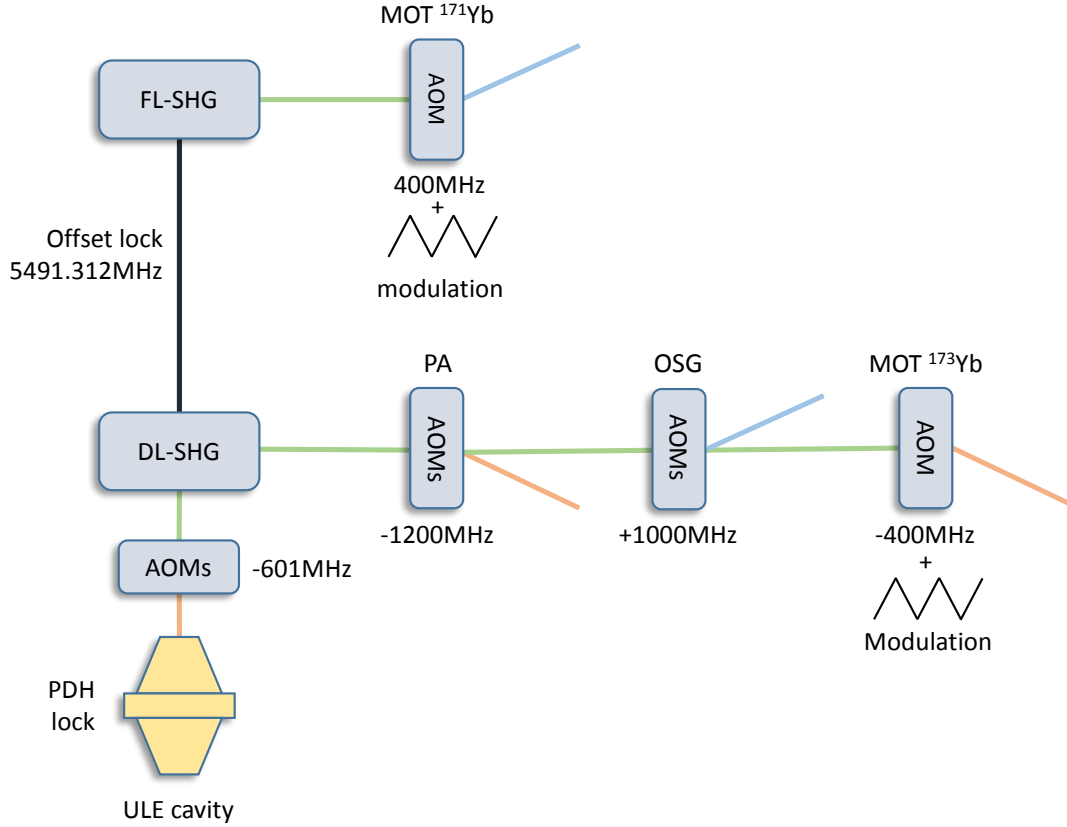 MOT ¹⁷¹Yb
FL-SHG
AOM
400MHz
+
modulation
Offset lock
5491.312MHz
PA
OSG
MOT ¹⁷³Yb
DL-SHG
AOMs
AOMs
AOM
-1200MHz
+1000MHz
-400MHz
+
Modulation
AOMs
-601MHz
PDH
lock
ULE cavity